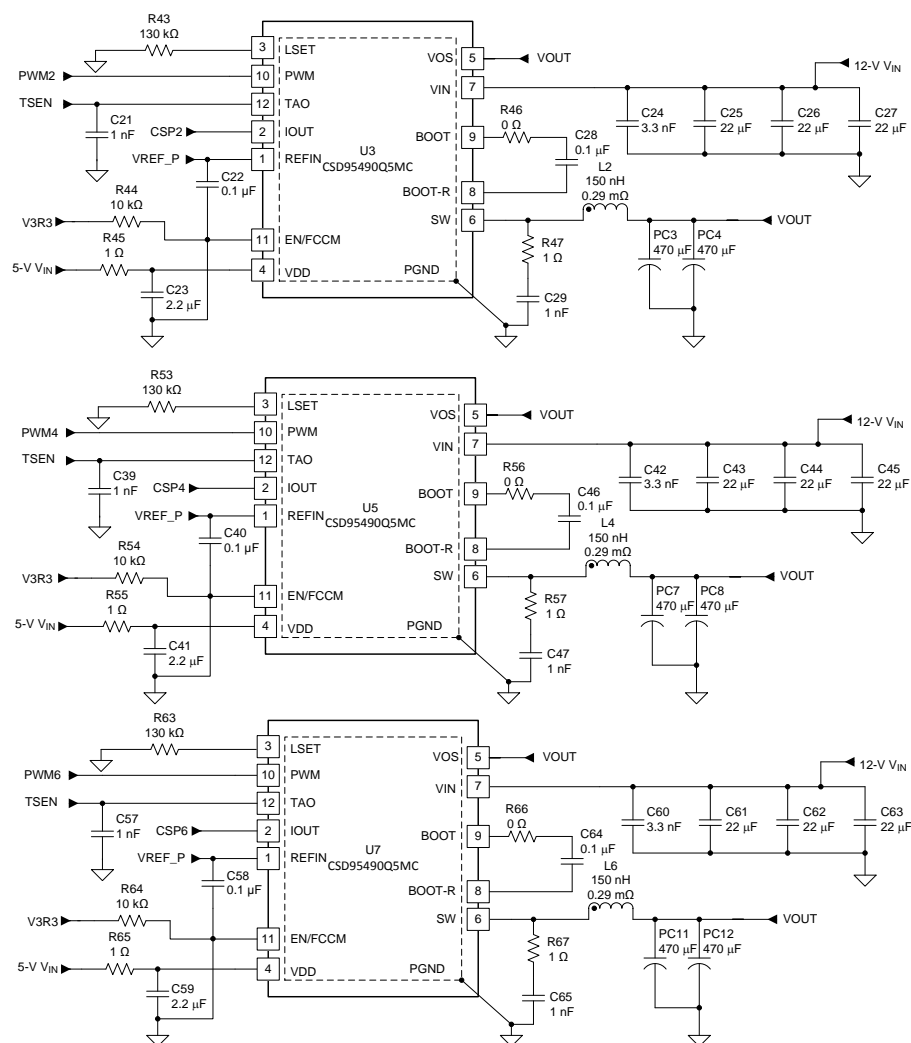 R43
130 kΩ
3
LSET
VOS
5
VOUT
12-V VIN
PWM2
10
PWM
VIN
7
TSEN
12
TAO
C21
1 nF
CSP2
2
IOUT
VREF_P
1
REFIN
U3
CSD95490Q5MC
BOOT
9
R46
0 Ω
C28
0.1 µF
C24
3.3 nF
C25
22 µF
C26
22 µF
C27
22 µF
C22
0.1 µF
BOOT-R
8
L2
150 nH
0.29 mΩ
R44
10 kΩ
V3R3
11
EN/FCCM
SW
6
VOUT
R45
1 Ω
5-V VIN
4
VDD
PGND
R47
1 Ω
PC3
470 µF
PC4
470 µF
C23
2.2 µF
C29
1 nF
R53
130 kΩ
3
LSET
VOS
5
VOUT
12-V VIN
PWM4
10
PWM
VIN
7
TSEN
12
TAO
C39
1 nF
CSP4
2
IOUT
VREF_P
1
REFIN
U5
CSD95490Q5MC
BOOT
9
R56
0 Ω
C46
0.1 µF
C42
3.3 nF
C43
22 µF
C44
22 µF
C45
22 µF
C40
0.1 µF
BOOT-R
8
L4
150 nH
0.29 mΩ
R54
10 kΩ
V3R3
11
EN/FCCM
SW
6
VOUT
R55
1 Ω
5-V VIN
4
VDD
PGND
R57
1 Ω
PC7
470 µF
PC8
470 µF
C41
2.2 µF
C47
1 nF
R63
130 kΩ
3
LSET
VOS
5
VOUT
12-V VIN
PWM6
10
PWM
VIN
7
TSEN
12
TAO
C57
1 nF
CSP6
2
IOUT
VREF_P
1
REFIN
U7
CSD95490Q5MC
BOOT
9
R66
0 Ω
C64
0.1 µF
C60
3.3 nF
C61
22 µF
C62
22 µF
C63
22 µF
C58
0.1 µF
BOOT-R
8
L6
150 nH
0.29 mΩ
R64
10 kΩ
V3R3
11
EN/FCCM
SW
6
VOUT
R65
1 Ω
5-V VIN
4
VDD
PGND
R67
1 Ω
PC11
470 µF
PC12
470 µF
C59
2.2 µF
C65
1 nF